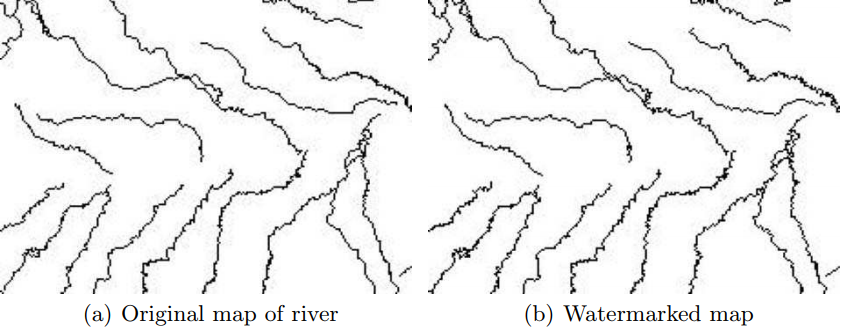 (a) Original map of river
(b) Watermarked map